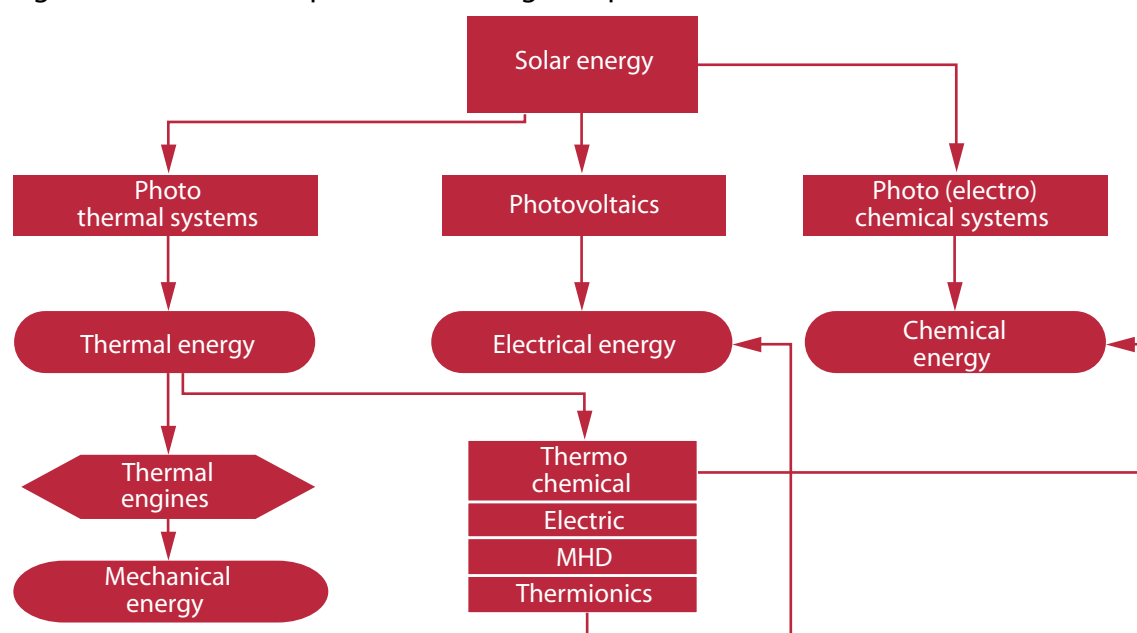 Solar energy
Photo
thermal systems
Photovoltaics
Photo (electro)
chemical systems
Thermal energy
Electrical energy
Chemical
energy
Thermo
chemical
Thermal
engines
Electric
MHD
Mechanical
energy
Thermionics